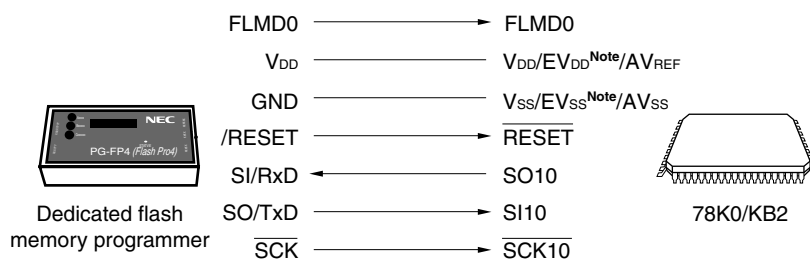 FLMD0 FLMD0
VDD VDD/EVDDNote/AVREF
GND VSS/EVSSNote/AVSS
/RESET RESET
SI/RxD SO10
SO/TxD SI10
SCK SCK10
NEC
PG-FP4 (Flash Pro4)
Dedicated flash
memory programmer
78K0/KB2